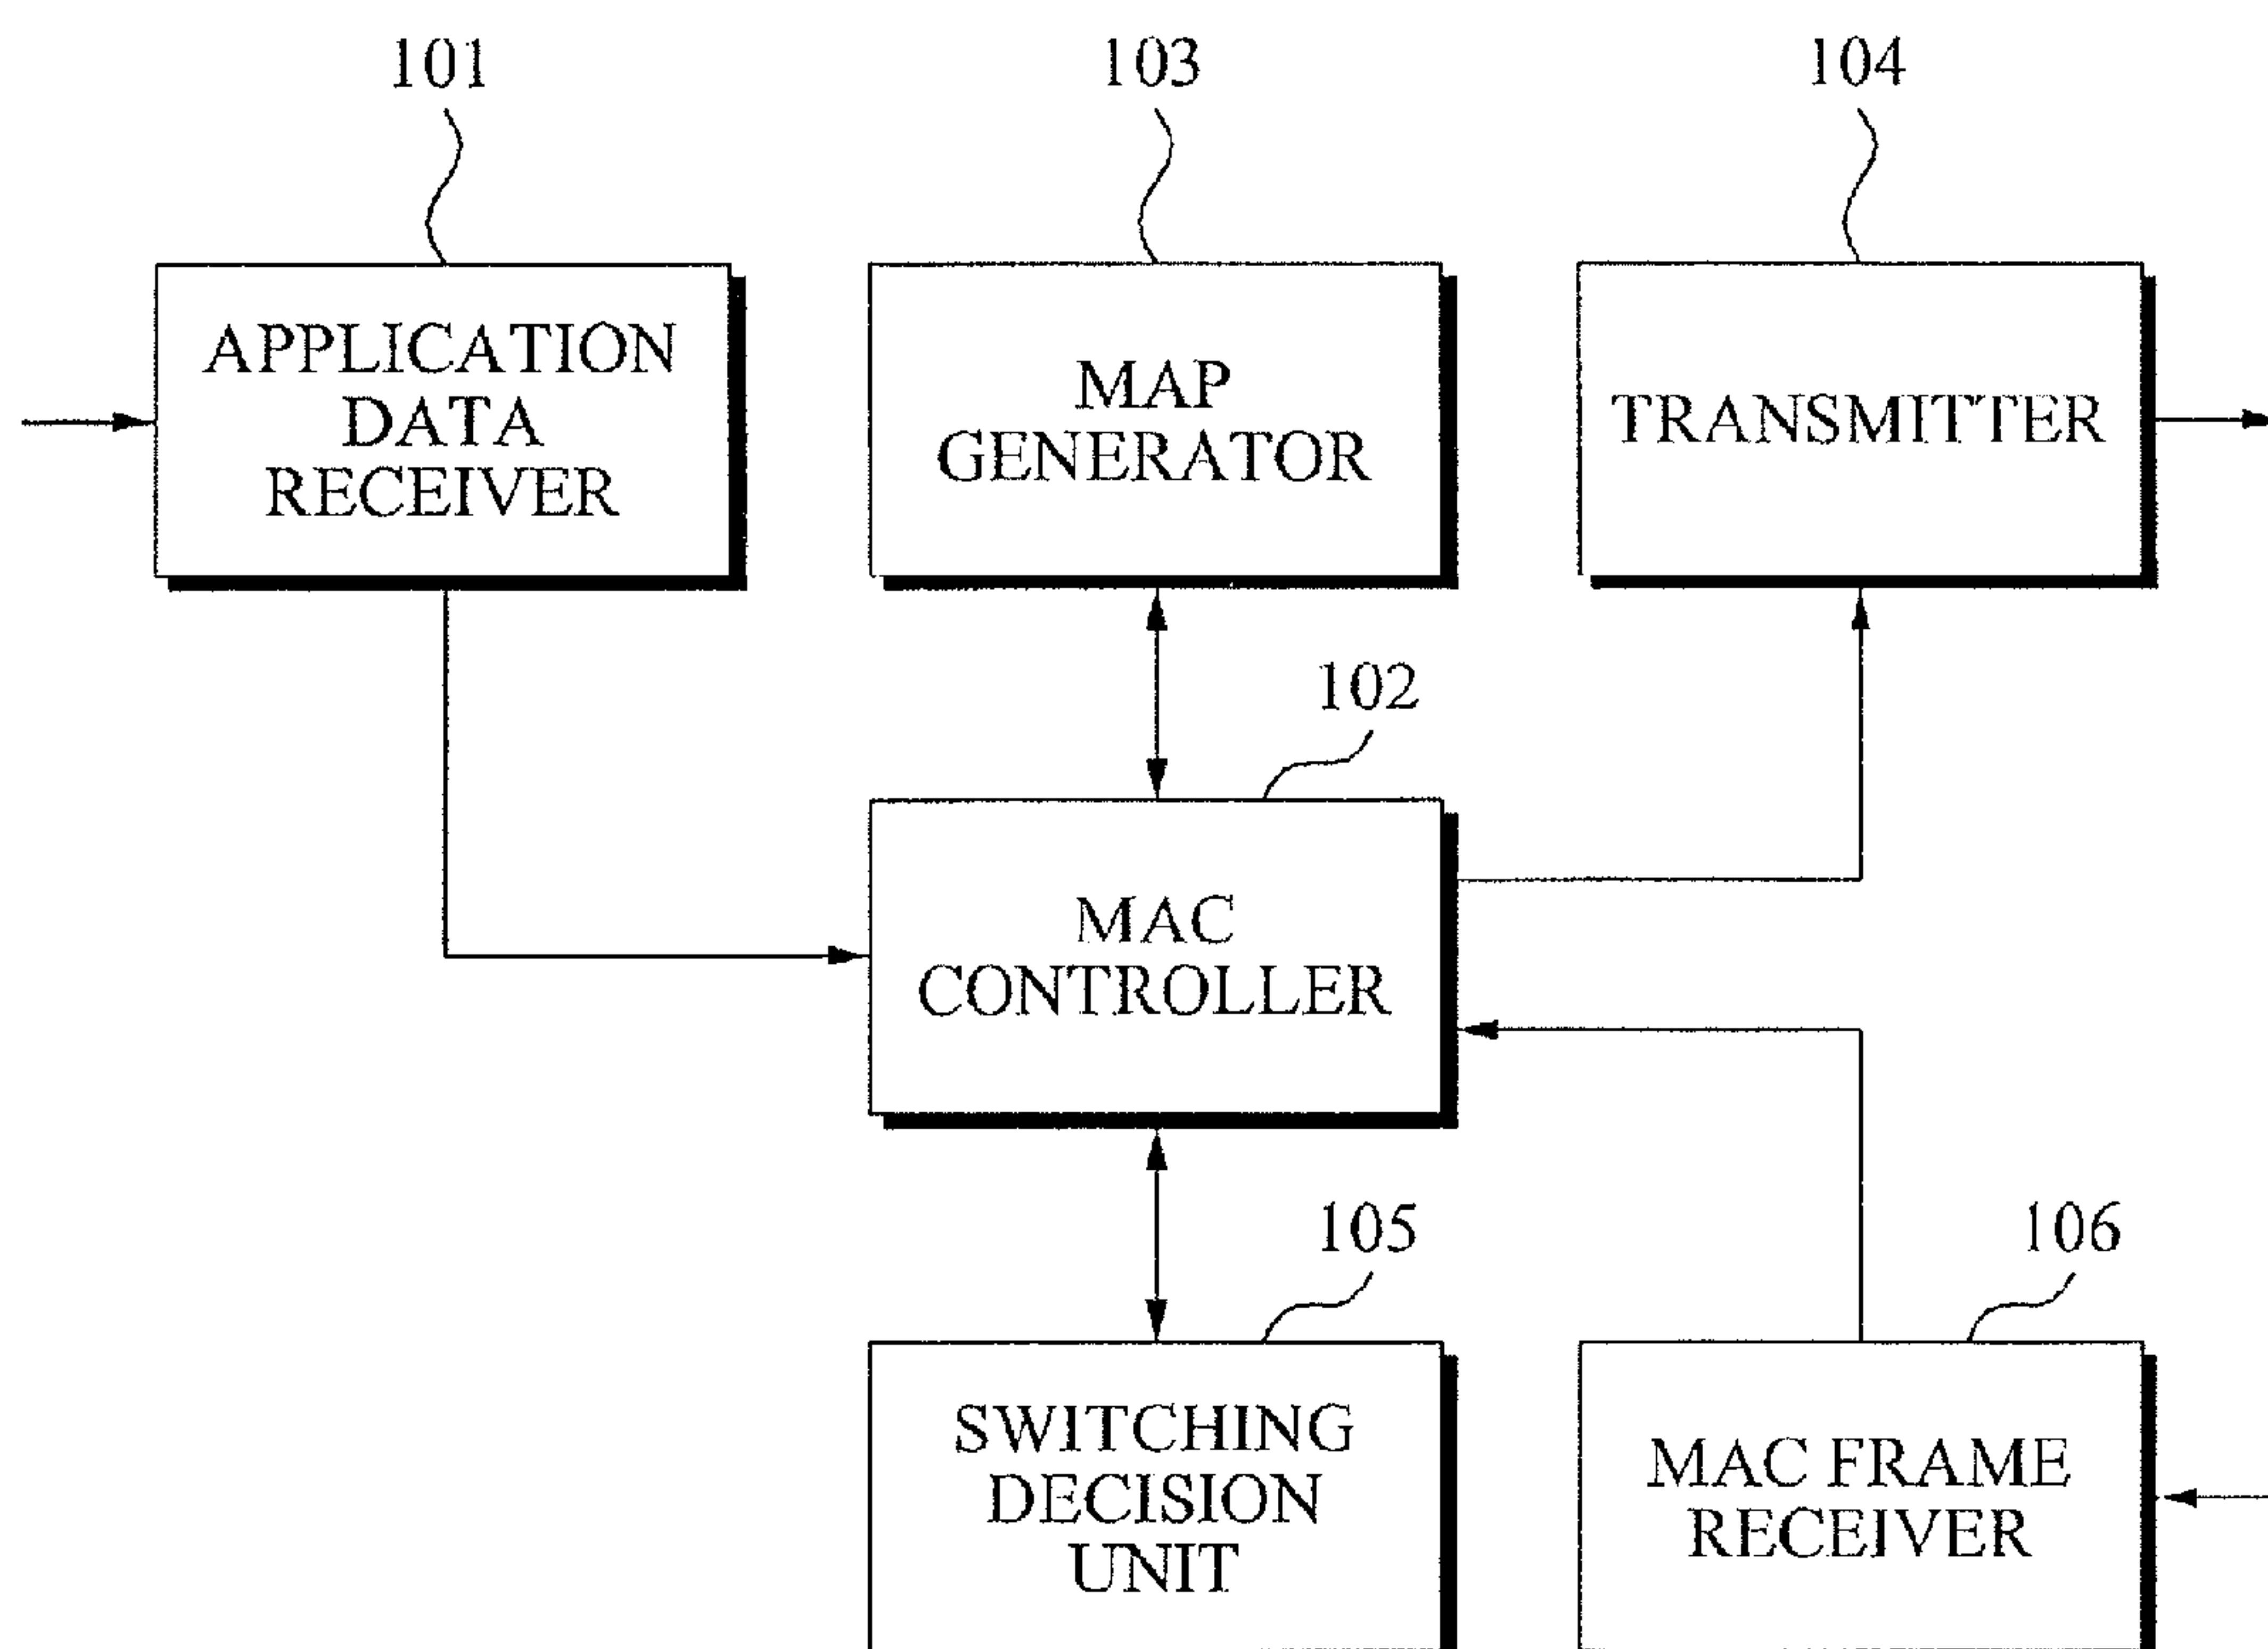 101
103
104
APPLICATION
DATA
RECEIVER
MAP
GENERATOR
TRANSMITTER
102
MAC
CONTROLLER
105
106
SWITCHING
DECISION
UNIT
MAC FRAME
RECEIVER